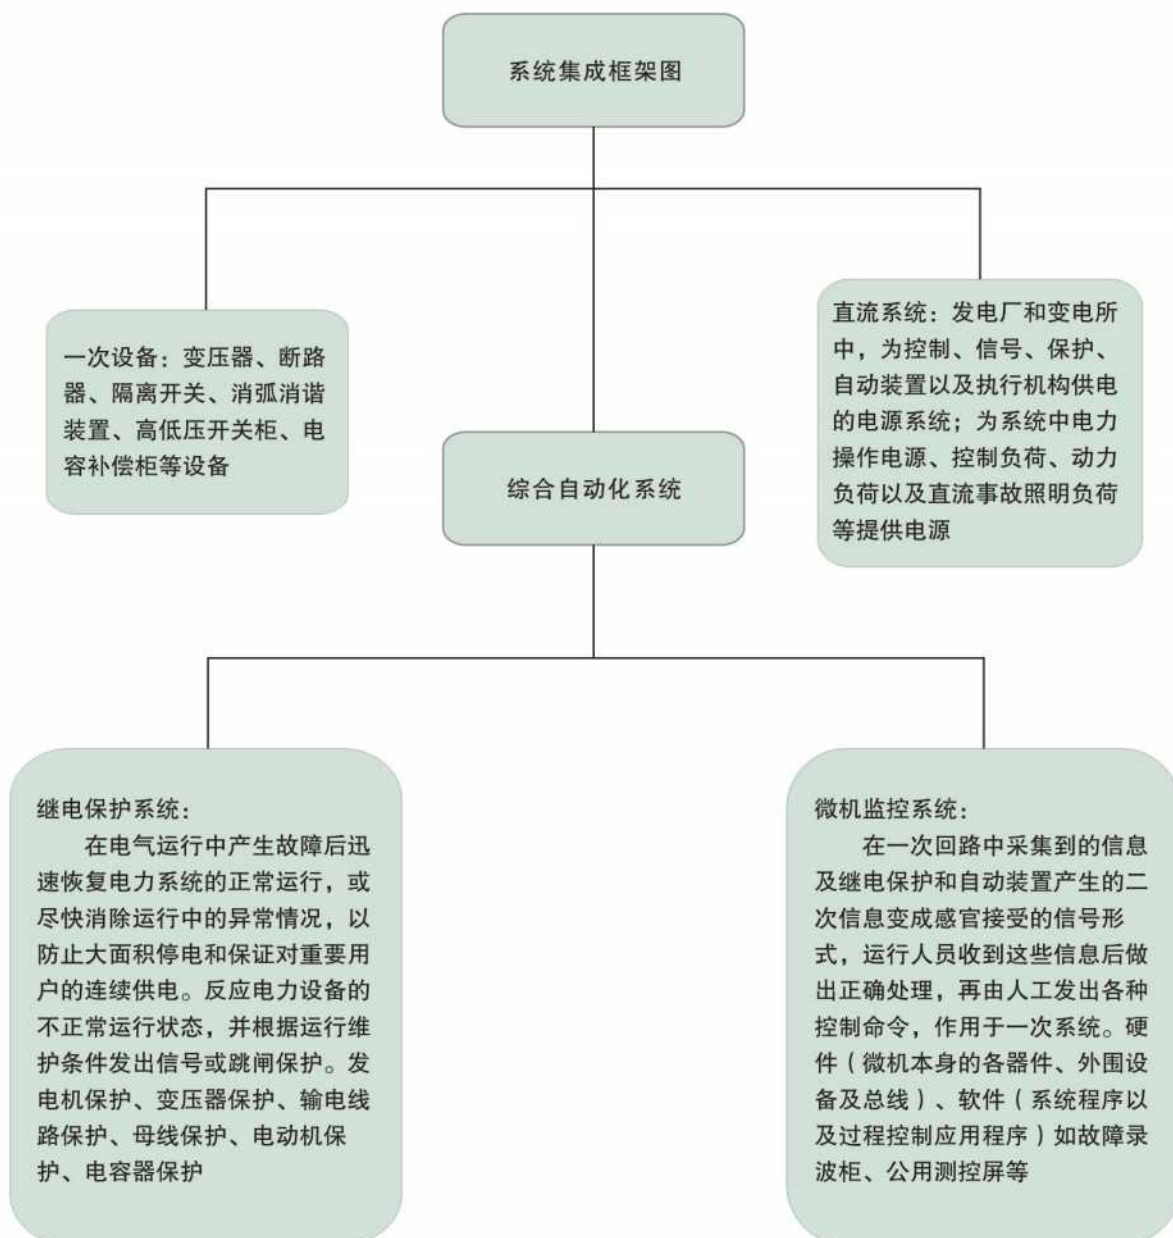 系统集成框架图
一次设备：变压器、断路
器、隔离开关、消弧消谐
装置、高低压开关柜、电
容补偿柜等设备
综合自动化系统
直流系统：发电厂和变电所
中，为控制、信号、保护、
自动装置以及执行机构供电
的电源系统；为系统中电力
操作电源、控制负荷、动力
负荷以及直流事故照明负荷
等提供电源
继电保护系统：
在电气运行中产生故障后迅
速恢复电力系统的正常运行，或
尽快消除运行中的异常情况，以
防止大面积停电和保证对重要用
户的连续供电。反应电力设备的
不正常运行状态，并根据运行维
护条件发出信号或跳闸保护。发
电机保护、变压器保护、输电线
路保护、母线保护、电动机保
护、电容器保护
微机监控系统：
在一次回路中采集到的信息
及继电保护和自动装置产生的二
次信息变成感官接受的信号形
式，运行人员收到这些信息后做
出正确处理，再由人工发出各种
控制命令，作用于一次系统。硬
件（微机本身的各器件、外围设
备及总线）、软件（系统程序以
及过程控制应用程序）如故障录
波柜、公用测控屏等